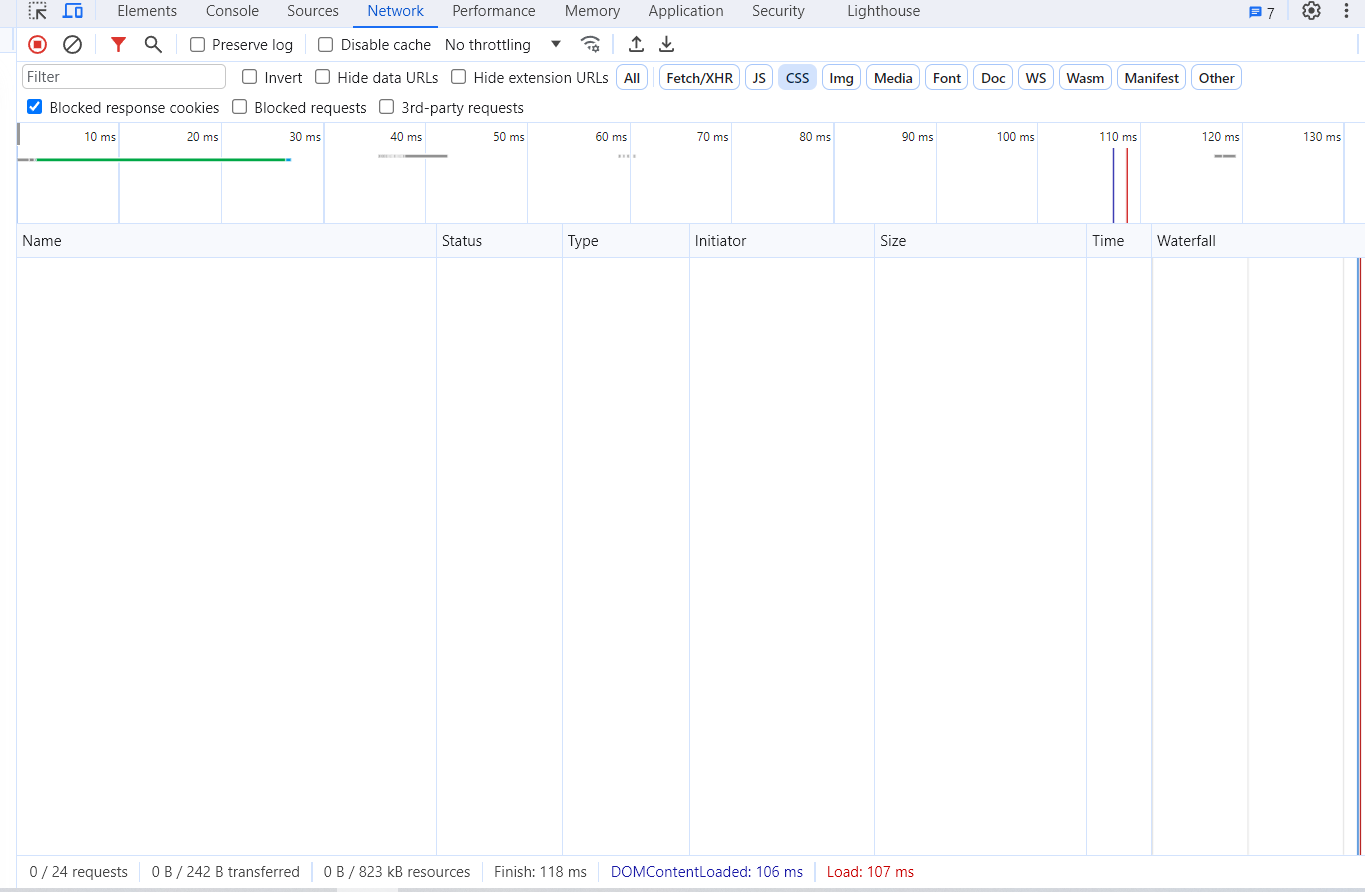 Elements Console Sources Network Performance Memory Application Security Lighthouse 7
Preserve log Disable cache No throttling
Filter Invert Hide data URLs Hide extension URLs All Fetch/XHR JS CSS Img Media Font Doc WS Wasm Manifest Other
Blocked response cookies Blocked requests 3rd-party requests
10 ms 20 ms 30 ms 40 ms 50 ms 60 ms 70 ms 80 ms 90 ms 100 ms 110 ms 120 ms 130 ms
Name Status Type Initiator Size Time Waterfall
0 / 24 requests 0 B / 242 B transferred 0 B / 823 kB resources Finish: 118 ms DOMContentLoaded: 106 ms Load: 107 ms